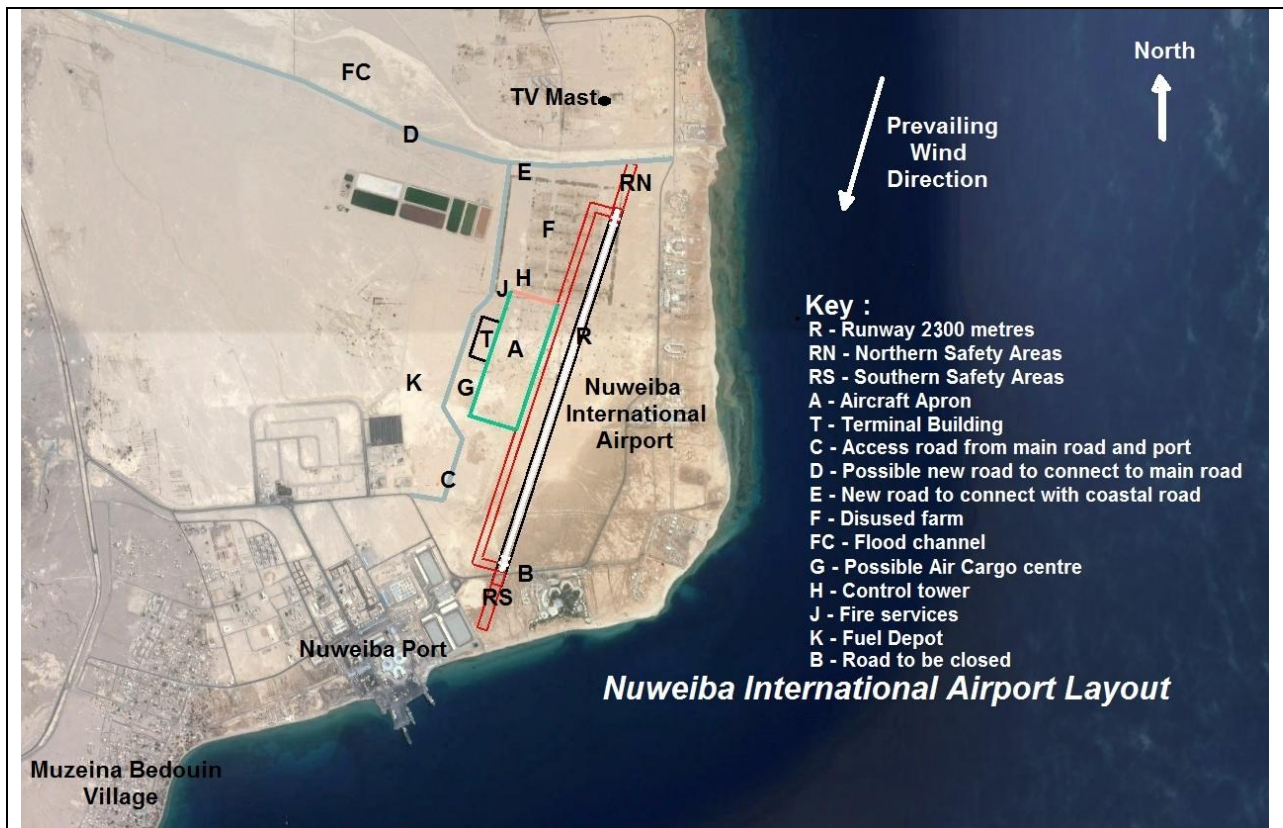 FC
TV Mast
North
D
Prevailing
Wind
Direction
E
RN
F
H
J
R
T
A
K
G
Nuweiba
International
Airport
C
B
RS
Nuweiba Port
Muzeina Bedouin
Village
Key :
R - Runway 2300 metres
RN - Northern Safety Areas
RS - Southern Safety Areas
A - Aircraft Apron
T - Terminal Building
C - Access road from main road and port
D - Possible new road to connect to main road
E - New road to connect with coastal road
F - Disused farm
FC - Flood channel
G - Possible Air Cargo centre
H - Control tower
J - Fire services
K - Fuel Depot
B - Road to be closed
Nuweiba International Airport Layout